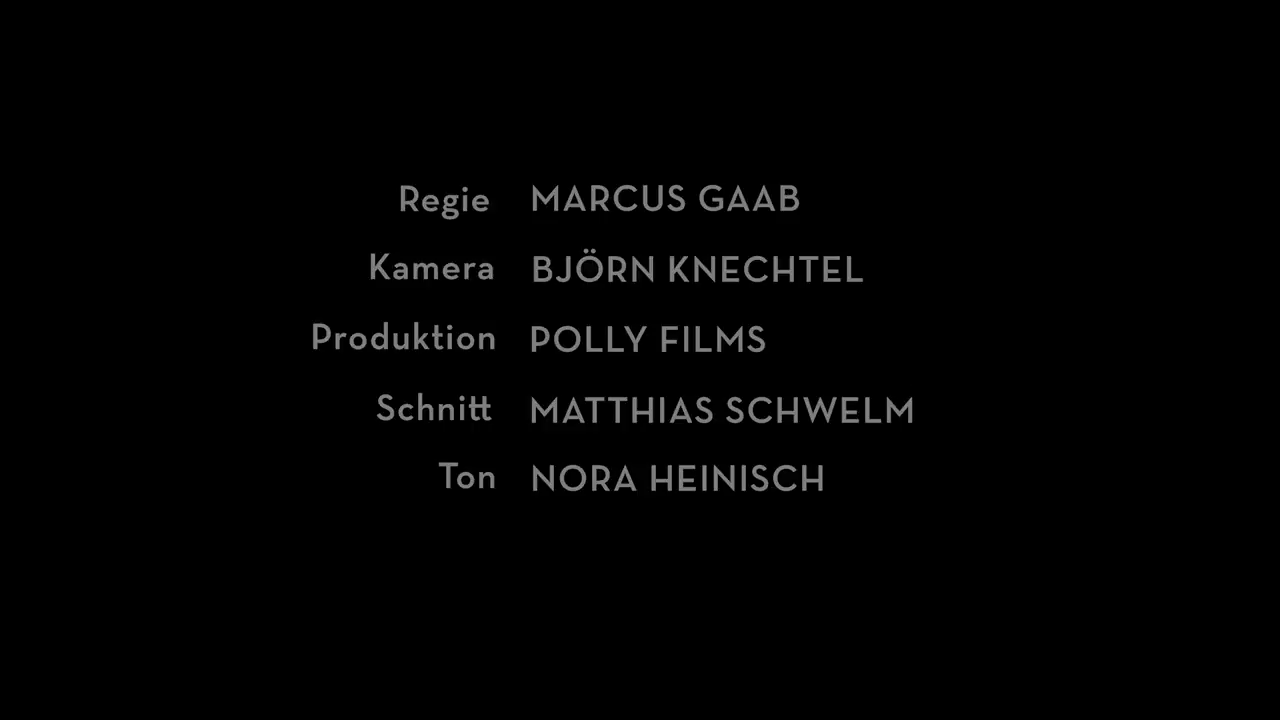 Regie MARCUS GAAB
Kamera BJÖRN KNECHTEL
Produktion POLLY FILMS
Schnitt MATTHIAS SCHWELM
Ton NORA HEINISCH